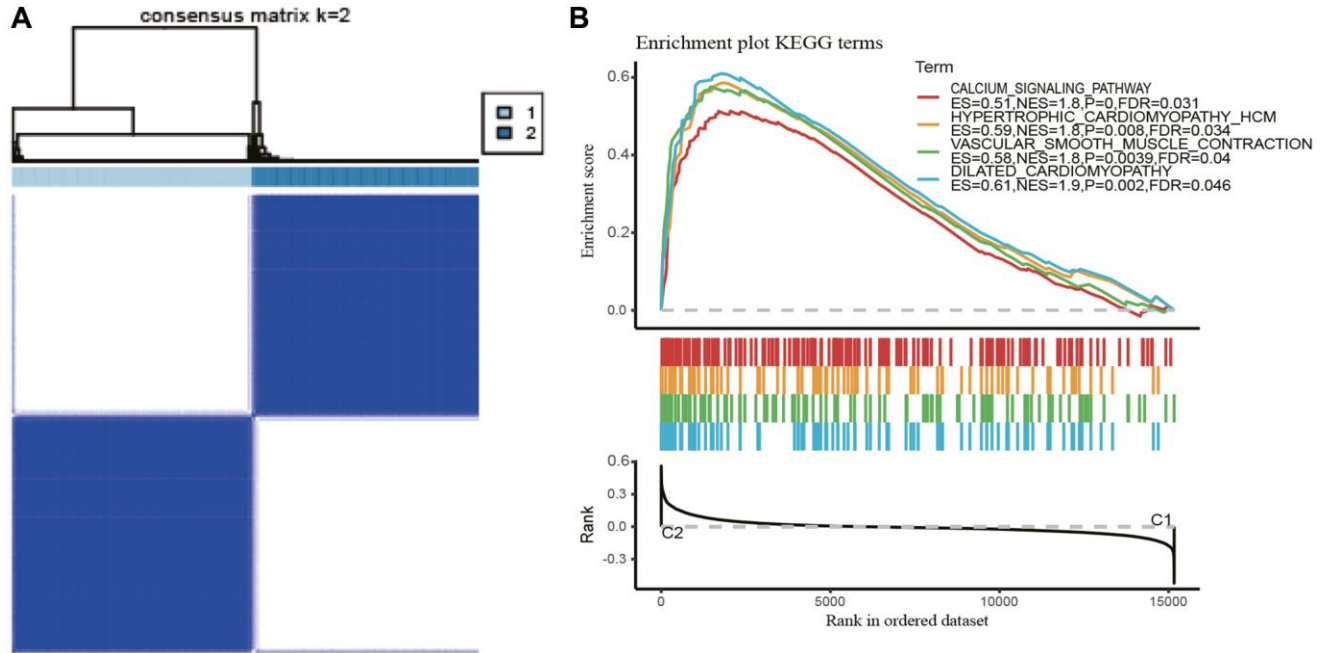 A
consensus matrix k=2
1
2
B
Enrichment plot KEGG terms
Term
CALCIUM_SIGNALING_PATHWAY
ES=0.51,NES=1.8,P=0,FDR=0.031
HYPERTROPHIC_CARDIOMYOPATHY_HCM
ES=0.59,NES=1.8,P=0.008,FDR=0.034
VASCULAR_SMOOTH_MUSCLE_CONTRACTION
ES=0.58,NES=1.8,P=0.0039,FDR=0.04
DILATED_CARDIOMYOPATHY
ES=0.61,NES=1.9,P=0.002,FDR=0.046
Enrichment score
0.6
0.4
0.2
0.0
Rank
0.6
0.3
0.0
-0.3
C2
C1
0
5000
10000
15000
Rank in ordered dataset